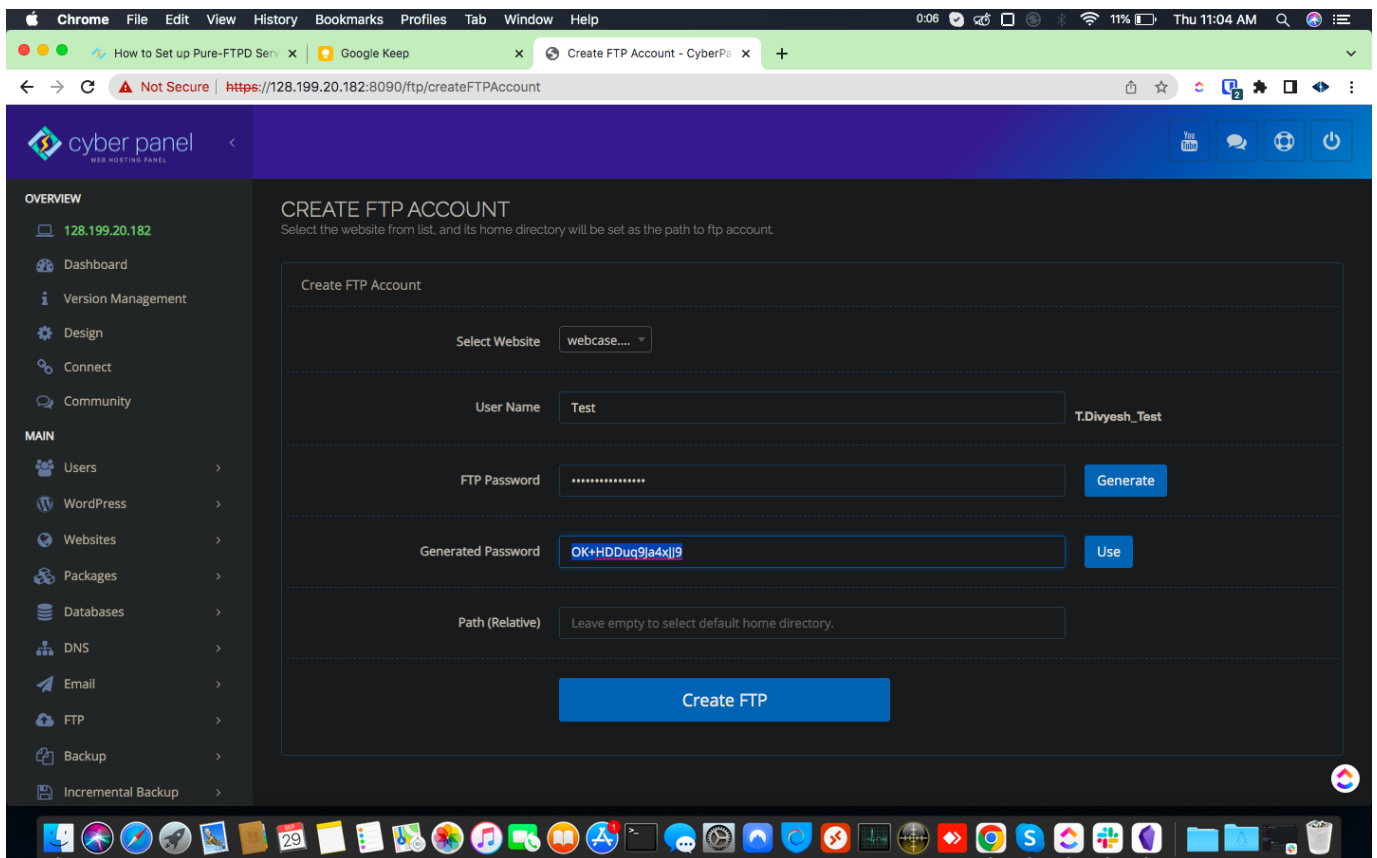 Chrome File Edit View History Bookmarks Profiles Tab Window Help 0:06 11% Thu 11:04 AM
How to Set up Pure-FTPD Serv Google Keep Create FTP Account - CyberPa
Not Secure https://128.199.20.182:8090/ftp/createFTPAccount
2
cyber panel
WEB HOSTING PANEL
You
Tube
OVERVIEW
128.199.20.182
Dashboard
Version Management
Design
Connect
Community
MAIN
Users
WordPress
Websites
Packages
Databases
DNS
Email
FTP
Backup
Incremental Backup
CREATE FTP ACCOUNT
Select the website from list, and its home directory will be set as the path to ftp account.
Create FTP Account
Select Website webcase....
User Name Test T.Divyesh_Test
FTP Password •••••••••••••••• Generate
Generated Password OK+HDDuq9Ja4xJJ9 Use
Path (Relative) Leave empty to select default home directory.
Create FTP
SEP
29
1